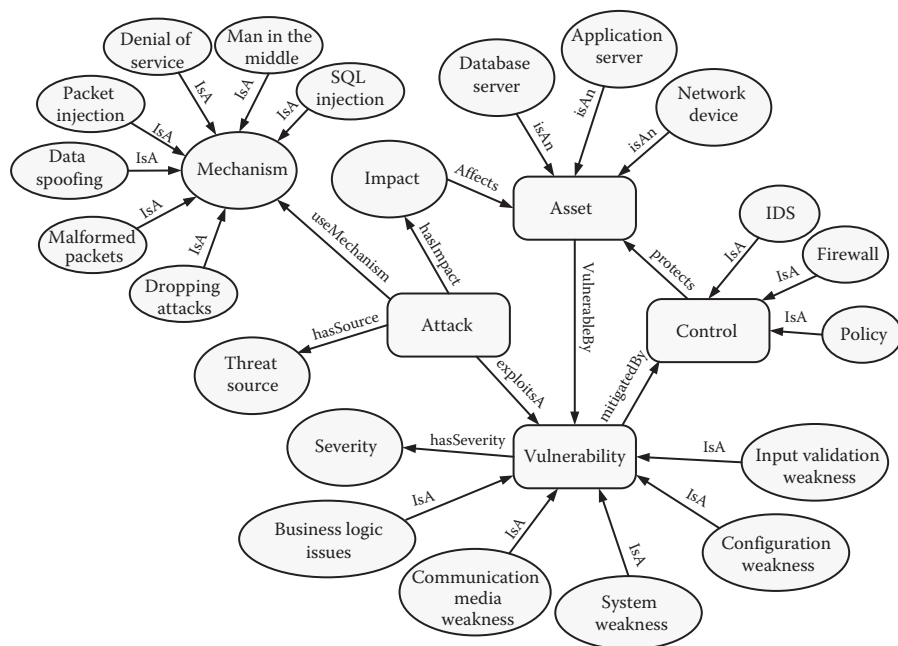 Denial of
service
Man in the
middle
SQL
injection
Packet
injection
Data
spoofing
Malformed
packets
Dropping
attacks
Mechanism
IsA
IsA
IsA
IsA
IsA
IsA
IsA
Database
server
Application
server
Network
device
isAn
isAn
isAn
Impact
Affects
Asset
useMechanism
hasImpact
Attack
hasSource
Threat
source
exploitsA
VulnerableBy
protects
IDS
Firewall
Policy
IsA
IsA
IsA
Control
mitigatedBy
Severity
hasSeverity
Vulnerability
IsA
Input validation
weakness
IsA
Business logic
issues
IsA
Configuration
weakness
IsA
Communication
media
weakness
IsA
System
weakness